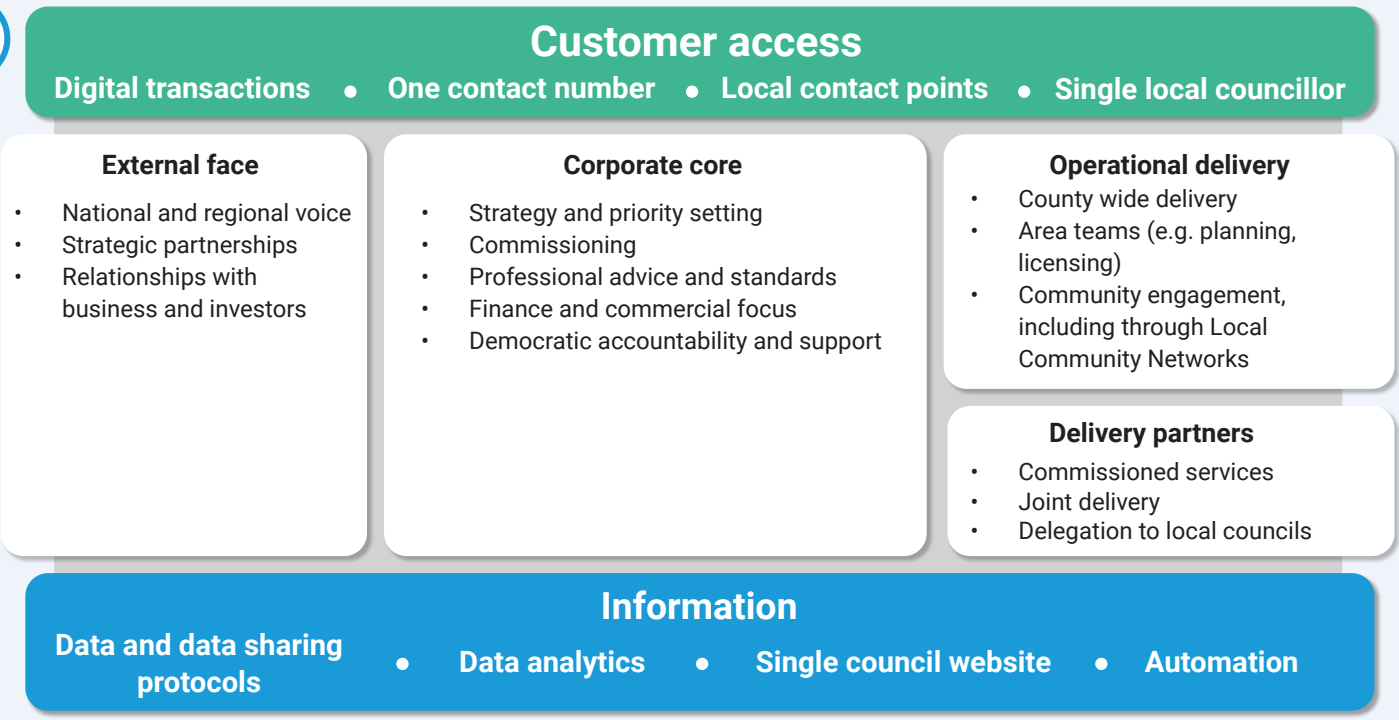 Customer access
Digital transactions • One contact number • Local contact points • Single local councillor
External face
• National and regional voice
• Strategic partnerships
• Relationships with
business and investors
Corporate core
• Strategy and priority setting
• Commissioning
• Professional advice and standards
• Finance and commercial focus
• Democratic accountability and support
Operational delivery
• County wide delivery
• Area teams (e.g. planning,
licensing)
• Community engagement,
including through Local
Community Networks
Delivery partners
• Commissioned services
• Joint delivery
• Delegation to local councils
Information
Data and data sharing
protocols • Data analytics • Single council website • Automation